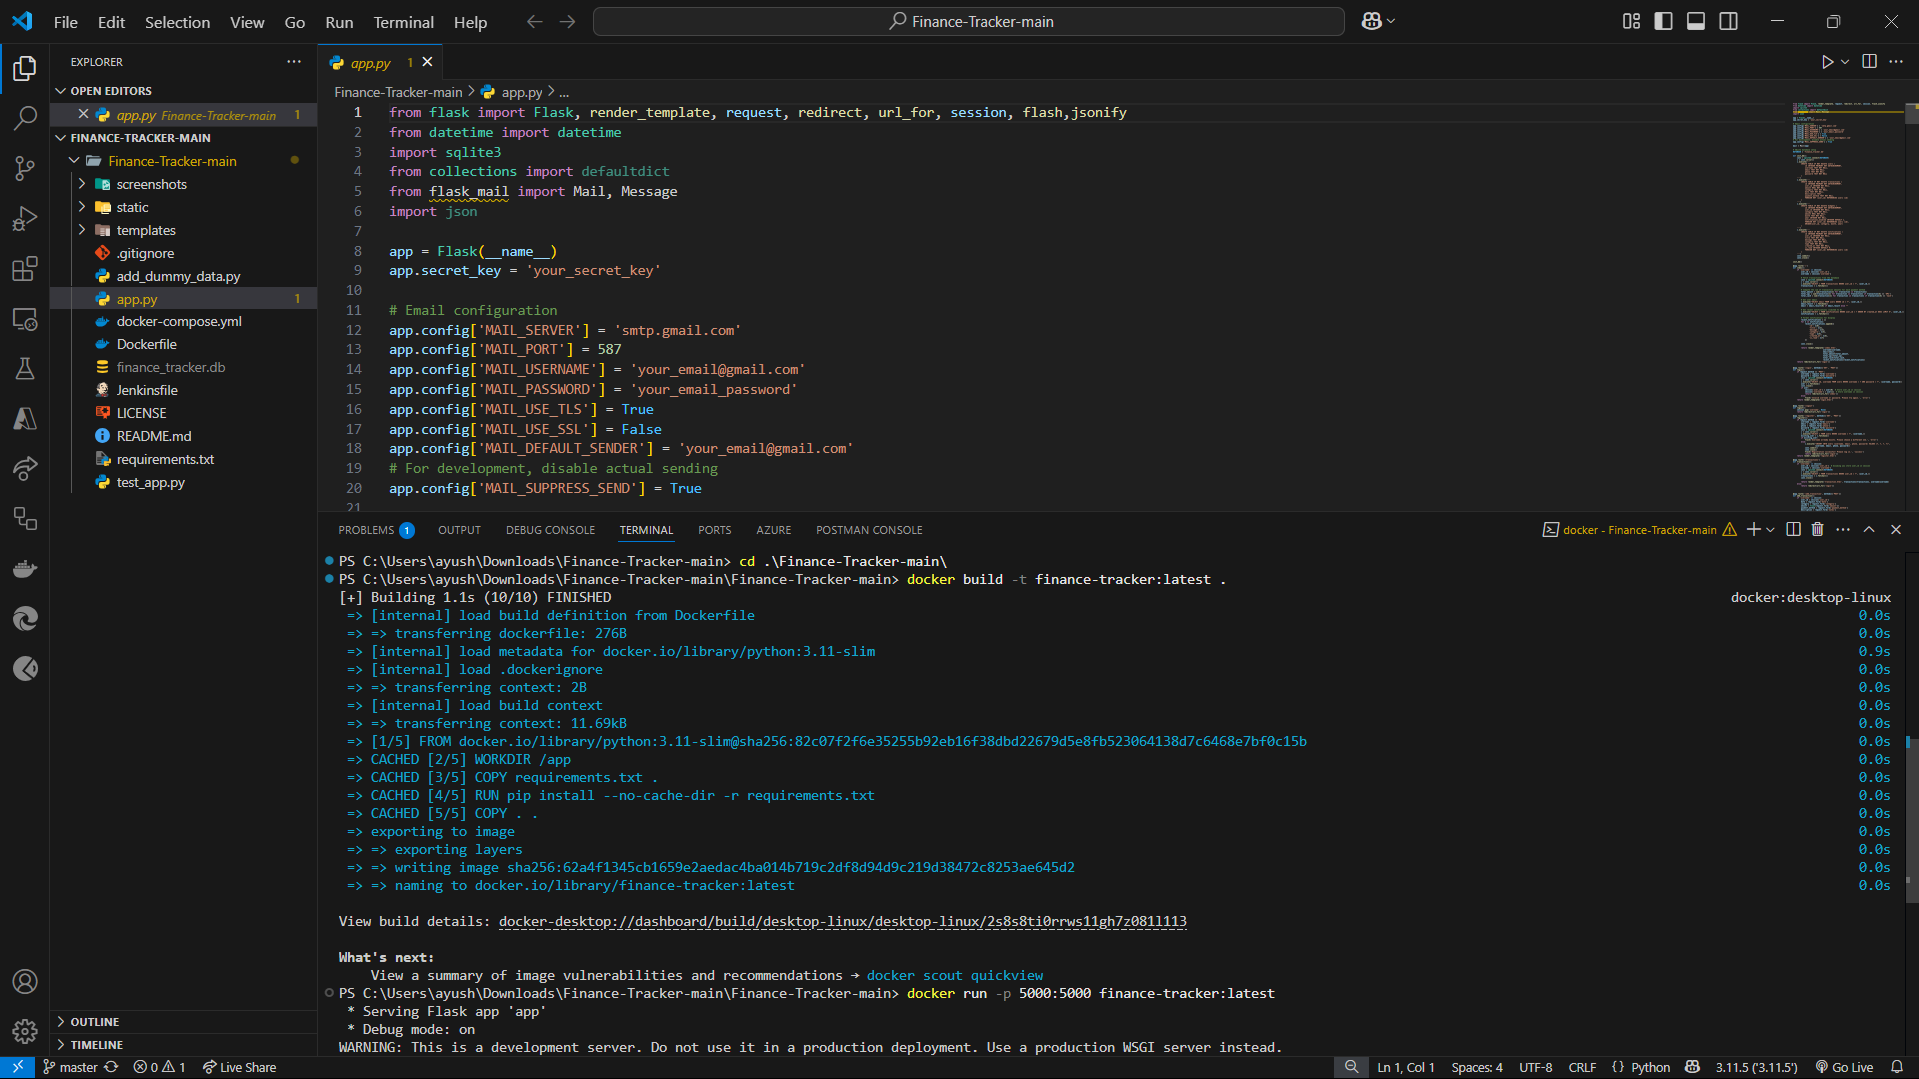 File Edit Selection View Go Run Terminal Help
Finance-Tracker-main
EXPLORER
OPEN EDITORS
app.py Finance-Tracker-main 1
FINANCE-TRACKER-MAIN
Finance-Tracker-main
screenshots
static
templates
.gitignore
add_dummy_data.py
app.py 1
docker-compose.yml
Dockerfile
finance_tracker.db
Jenkinsfile
LICENSE
README.md
requirements.txt
test_app.py
OUTLINE
TIMELINE
app.py 1
Finance-Tracker-main > app.py > ...
1 from flask import Flask, render_template, request, redirect, url_for, session, flash,jsonify
2 from datetime import datetime
3 import sqlite3
4 from collections import defaultdict
5 from flask_mail import Mail, Message
6 import json
7
8 app = Flask(__name__)
9 app.secret_key = 'your_secret_key'
10
11 # Email configuration
12 app.config['MAIL_SERVER'] = 'smtp.gmail.com'
13 app.config['MAIL_PORT'] = 587
14 app.config['MAIL_USERNAME'] = 'your_email@gmail.com'
15 app.config['MAIL_PASSWORD'] = 'your_email_password'
16 app.config['MAIL_USE_TLS'] = True
17 app.config['MAIL_USE_SSL'] = False
18 app.config['MAIL_DEFAULT_SENDER'] = 'your_email@gmail.com'
19 # For development, disable actual sending
20 app.config['MAIL_SUPPRESS_SEND'] = True
21
PROBLEMS 1 OUTPUT DEBUG CONSOLE TERMINAL PORTS AZURE POSTMAN CONSOLE
docker - Finance-Tracker-main
PS C:\Users\ayush\Downloads\Finance-Tracker-main> cd .\Finance-Tracker-main\
PS C:\Users\ayush\Downloads\Finance-Tracker-main\Finance-Tracker-main> docker build -t finance-tracker:latest .
[+] Building 1.1s (10/10) FINISHED docker:desktop-linux
=> [internal] load build definition from Dockerfile 0.0s
=> => transferring dockerfile: 276B 0.0s
=> [internal] load metadata for docker.io/library/python:3.11-slim 0.9s
=> [internal] load .dockerignore 0.0s
=> => transferring context: 2B 0.0s
=> [internal] load build context 0.0s
=> => transferring context: 11.69kB 0.0s
=> [1/5] FROM docker.io/library/python:3.11-slim@sha256:82c07f2f6e35255b92eb16f38dbd22679d5e8fb523064138d7c6468e7bf0c15b 0.0s
=> CACHED [2/5] WORKDIR /app 0.0s
=> CACHED [3/5] COPY requirements.txt . 0.0s
=> CACHED [4/5] RUN pip install --no-cache-dir -r requirements.txt 0.0s
=> CACHED [5/5] COPY . . 0.0s
=> exporting to image 0.0s
=> => exporting layers 0.0s
=> => writing image sha256:62a4f1345cb1659e2aedac4ba014b719c2df8d94d9c219d38472c8253ae645d2 0.0s
=> => naming to docker.io/library/finance-tracker:latest 0.0s
View build details: docker-desktop://dashboard/build/desktop-linux/desktop-linux/2s8s8ti0rrws11gh7z081l113
What's next:
View a summary of image vulnerabilities and recommendations → docker scout quickview
PS C:\Users\ayush\Downloads\Finance-Tracker-main\Finance-Tracker-main> docker run -p 5000:5000 finance-tracker:latest
* Serving Flask app 'app'
* Debug mode: on
WARNING: This is a development server. Do not use it in a production deployment. Use a production WSGI server instead.
master 0 1 Live Share Ln 1, Col 1 Spaces: 4 UTF-8 CRLF {} Python 3.11.5 ('3.11.5') Go Live